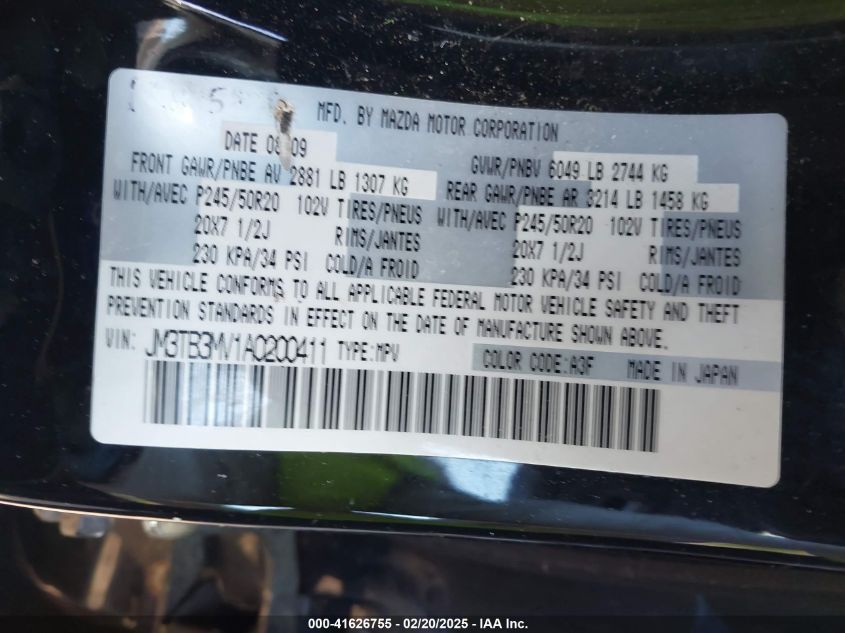 MFD. BY MAZDA MOTOR CORPORATION
DATE 08/09 GVWR/PNBV 6049 LB 2744 KG
FRONT GAWR/PNBE AV 2881 LB 1307 KG REAR GAWR/PNBE AR 3214 LB 1458 KG
WITH/AVEC P245/50R20 102V TIRES/PNEUS WITH/AVEC P245/50R20 102V TIRES/PNEUS
20X7 1/2J RIMS/JANTES 20X7 1/2J RIMS/JANTES
230 KPA/34 PSI COLD/A FROID 230 KPA/34 PSI COLD/A FROID
THIS VEHICLE CONFORMS TO ALL APPLICABLE FEDERAL MOTOR VEHICLE SAFETY AND THEFT
PREVENTION STANDARDS IN EFFECT ON THE DATE OF MANUFACTURE SHOWN ABOVE.
VIN: JM3TB3MV1A0200411 TYPE:MPV COLOR CODE:A3F MADE IN JAPAN
000-41626755 - 02/20/2025 - IAA Inc.